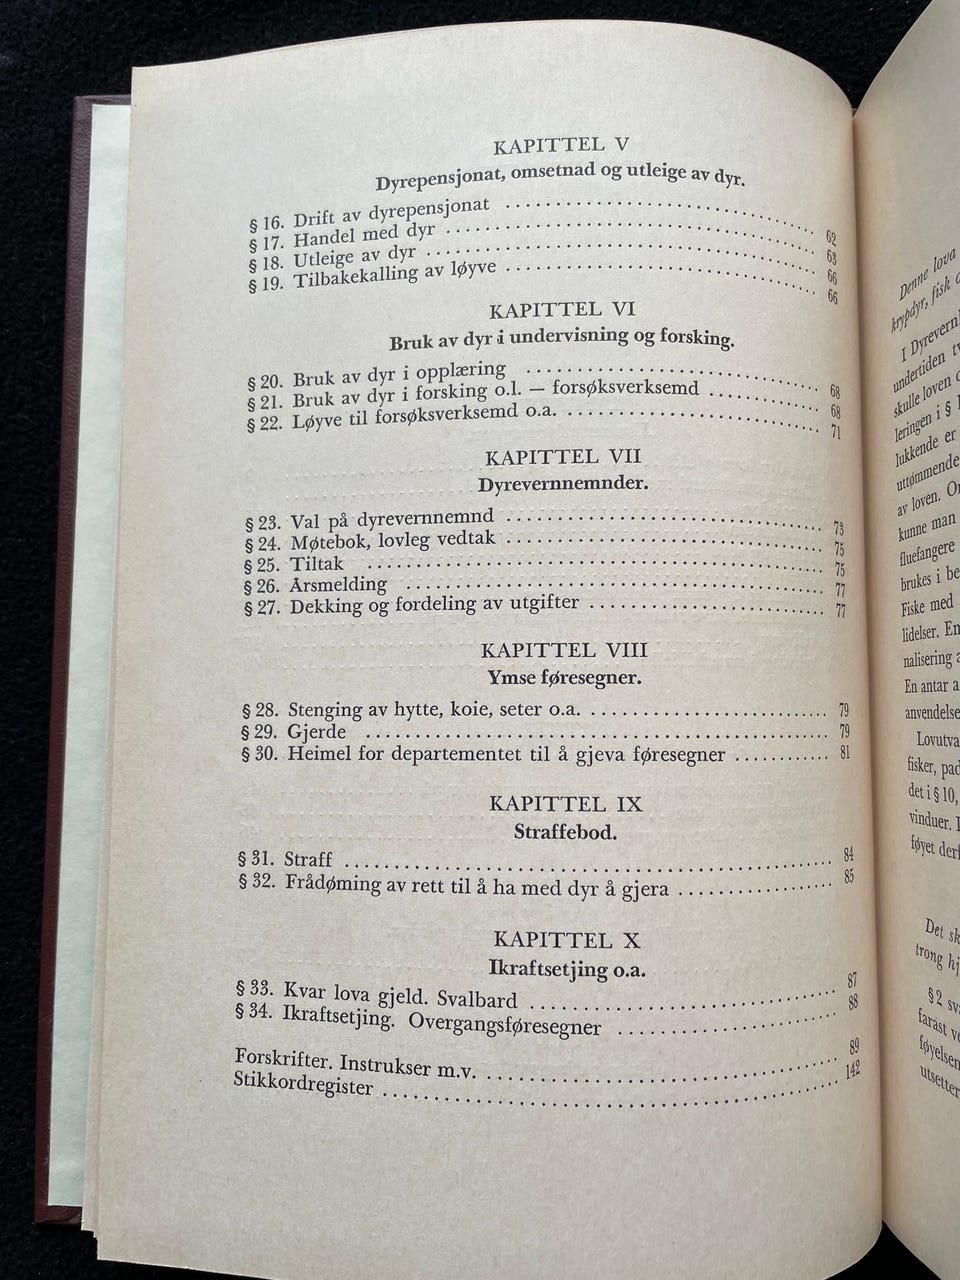 KAPITTEL V
Dyrepensjonat, omsetnad og utleige av dyr.
§ 16. Drift av dyrepensjonat .......... 62
§ 17. Handel med dyr .......... 63
§ 18. Utleige av dyr .......... 66
§ 19. Tilbakekalling av løyve .......... 66
KAPITTEL VI
Bruk av dyr i undervisning og forsking.
§ 20. Bruk av dyr i opplæring .......... 68
§ 21. Bruk av dyr i forsking o.l. — forsøksverksemd .......... 68
§ 22. Løyve til forsøksverksemd o.a. .......... 71
KAPITTEL VII
Dyrevernnemnder.
§ 23. Val på dyrevernnemnd .......... 73
§ 24. Møtebok, lovleg vedtak .......... 75
§ 25. Tiltak .......... 75
§ 26. Årsmelding .......... 77
§ 27. Dekking og fordeling av utgifter .......... 77
KAPITTEL VIII
Ymse føresegner.
§ 28. Stenging av hytte, koie, seter o.a. .......... 79
§ 29. Gjerde .......... 79
§ 30. Heimel for departementet til å gjeva føresegner .......... 81
KAPITTEL IX
Straffebod.
§ 31. Straff .......... 84
§ 32. Frådøming av rett til å ha med dyr å gjera .......... 85
KAPITTEL X
Ikraftsetjing o.a.
§ 33. Kvar lova gjeld. Svalbard .......... 87
§ 34. Ikraftsetjing. Overgangsføresegner .......... 88
Forskrifter. Instrukser m.v. .......... 89
Stikkordregister .......... 142
Denne lova
krypdyr, fisk
I Dyrevern
undertiden
skulle loven
leringen i §
lukkende er
uttømmende
av loven.
kunne man
fluefangere
brukes i
Fiske med
lidelser. En
nalisering
En antar
anvendelse
Lovutva
fisker,
det i § 10,
vinduer.
føyet
Det
trong
§ 2
farast
føyelsen
utsetter